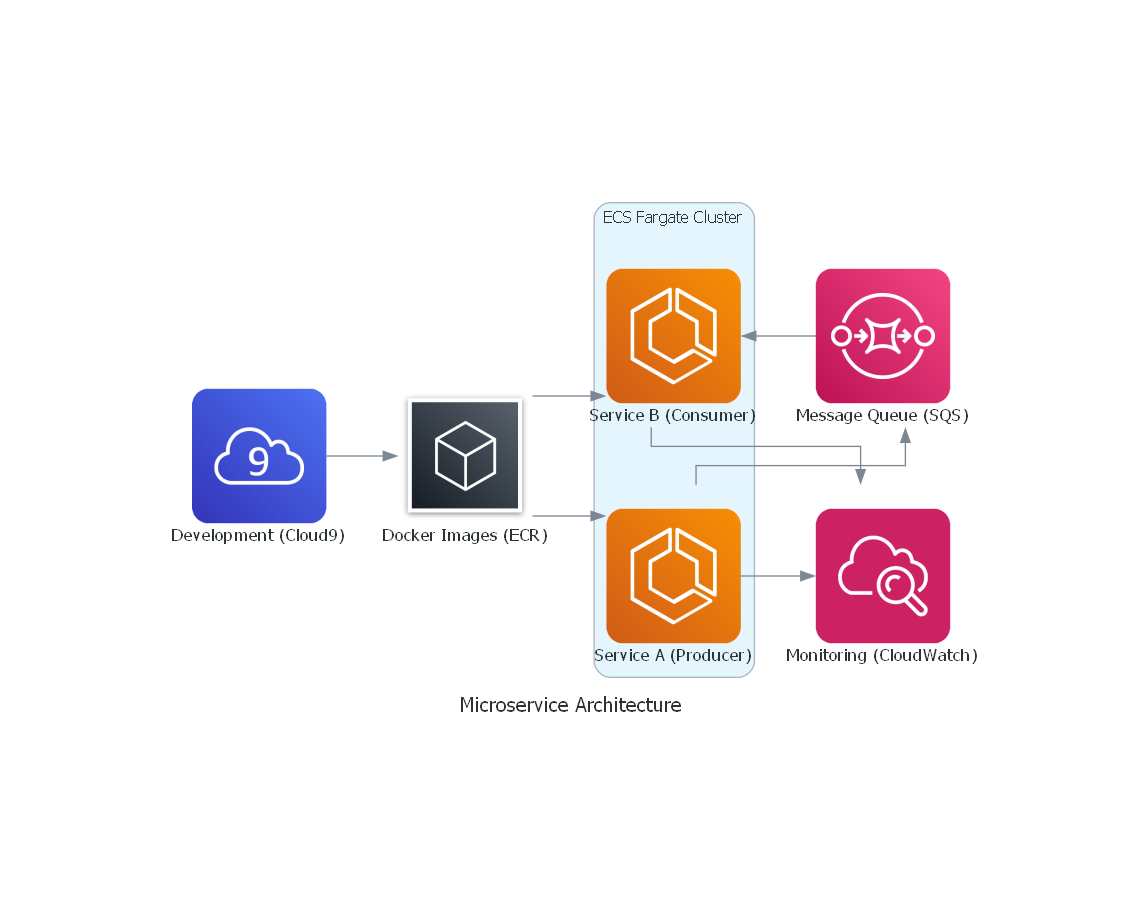 ECS Fargate Cluster
Service B (Consumer)
Message Queue (SQS)
9
Development (Cloud9)
Docker Images (ECR)
Service A (Producer)
Monitoring (CloudWatch)
Microservice Architecture